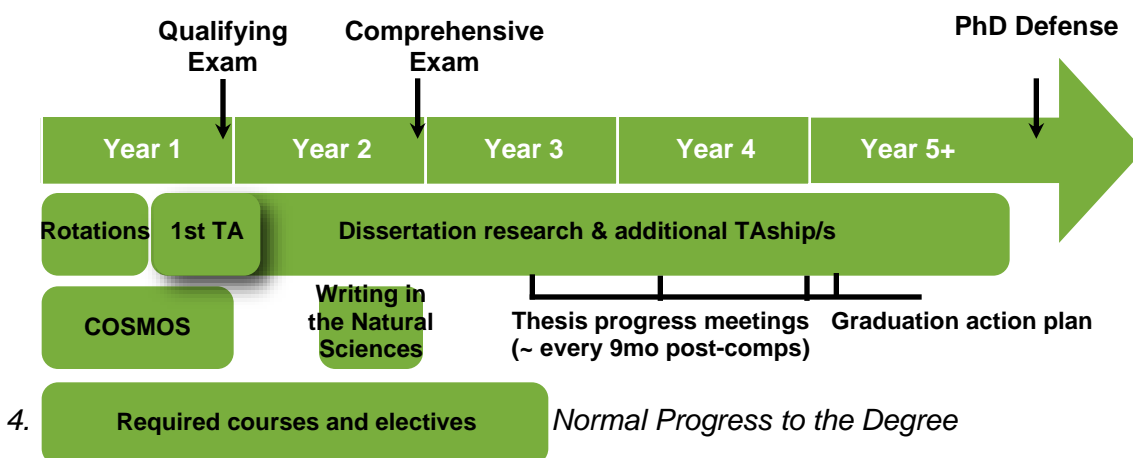 Qualifying
Exam
Comprehensive
Exam
PhD Defense
Year 1
Year 2
Year 3
Year 4
Year 5+
Rotations
1st TA
Dissertation research & additional TAship/s
COSMOS
Writing in
the Natural
Sciences
Thesis progress meetings
(~ every 9mo post-comps)
Graduation action plan
4.
Required courses and electives
Normal Progress to the Degree